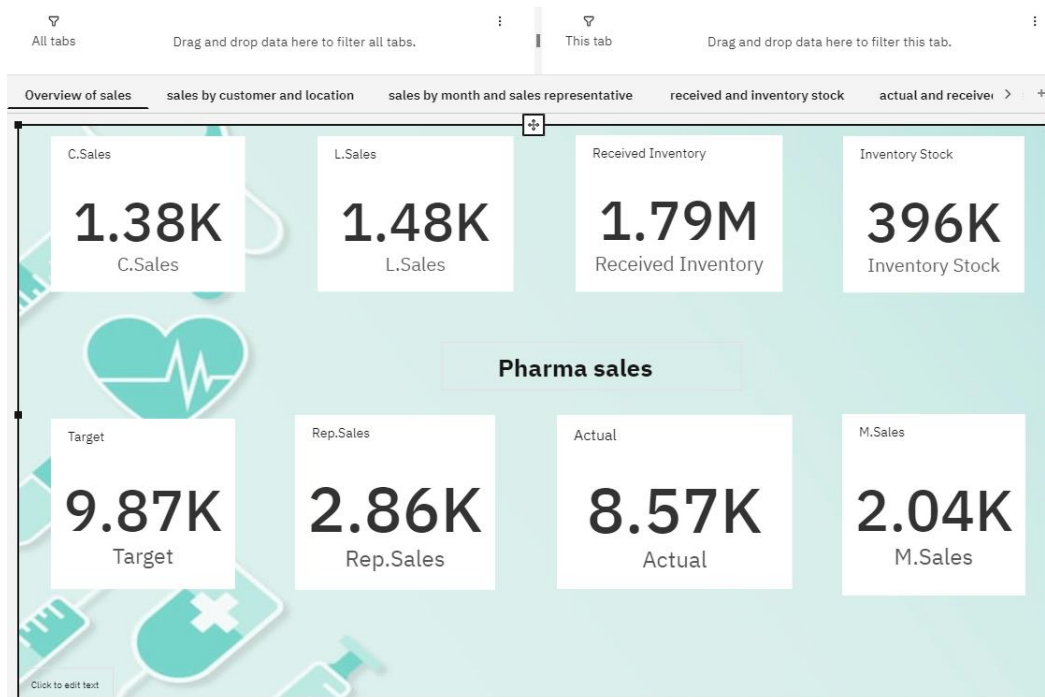 All tabs
Drag and drop data here to filter all tabs.
This tab
Drag and drop data here to filter this tab.
Overview of sales
sales by customer and location
sales by month and sales representative
received and inventory stock
actual and receive
C.Sales
1.38K
C.Sales
L.Sales
1.48K
L.Sales
Received Inventory
1.79M
Received Inventory
Inventory Stock
396K
Inventory Stock
Pharma sales
Target
9.87K
Target
Rep.Sales
2.86K
Rep.Sales
Actual
8.57K
Actual
M.Sales
2.04K
M.Sales
Click to edit text